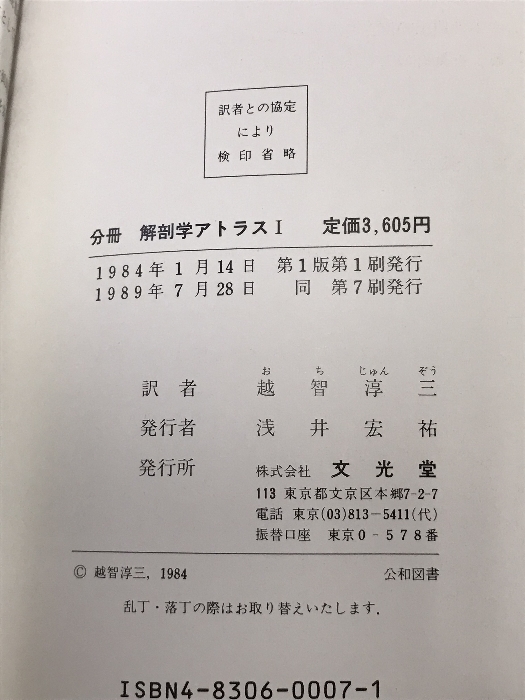 訳者との協定
により
検印省略
分冊 解剖学アトラスⅠ 定価3,605円
1984年1月14日 第1版第1刷発行
1989年7月28日 同 第7刷発行
おち じゅんぞう
訳者 越智淳三
発行者 浅井宏祐
発行所 株式会社 文光堂
113 東京都文京区本郷7-2-7
電話 東京(03)813-5411(代)
振替口座 東京0-578番
© 越智淳三, 1984 公和図書
乱丁・落丁の際はお取り替えいたします.
ISBN4-8306-0007-1